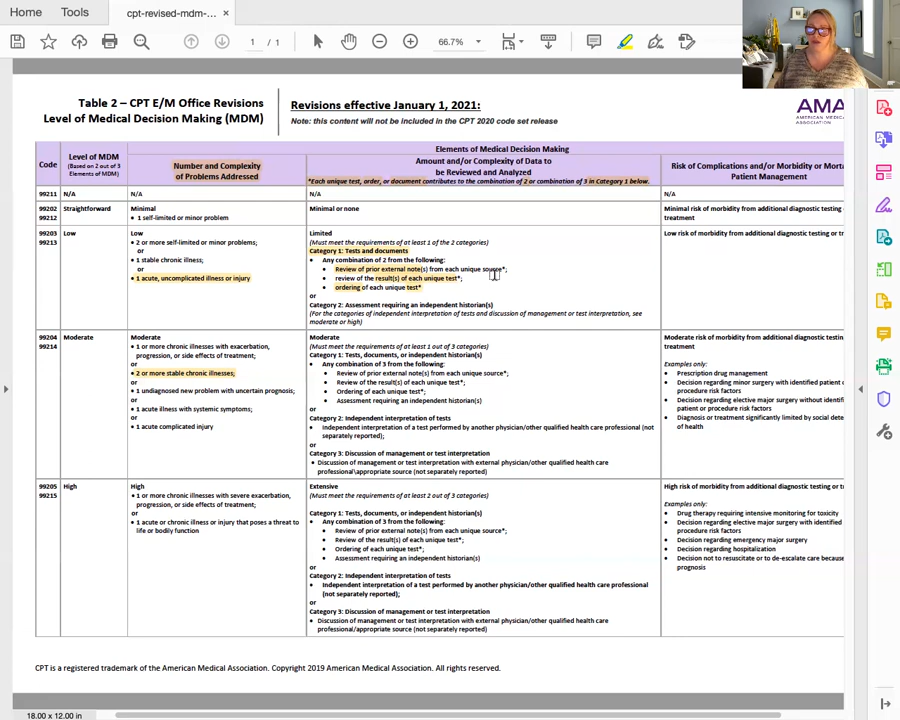 Home
Tools
cpt-revised-mdm-... ×
1 / 1
66.7%
Table 2 – CPT E/M Office Revisions
Level of Medical Decision Making (MDM)
Revisions effective January 1, 2021:
Note: this content will not be included in the CPT 2020 code set release
AMA
AMERICAN MEDICAL
ASSOCIATION
Elements of Medical Decision Making
Code
Level of MDM
(Based on 2 out of 3
Elements of MDM)
Number and Complexity
of Problems Addressed
Amount and/or Complexity of Data to
be Reviewed and Analyzed
*Each unique test, order, or document contributes to the combination of 2 or combination of 3 in Category 1 below.
Risk of Complications and/or Morbidity or Morta
Patient Management
99211
N/A
N/A
N/A
N/A
99202
99212
Straightforward
Minimal
• 1 self-limited or minor problem
Minimal or none
Minimal risk of morbidity from additional diagnostic testing
treatment
99203
99213
Low
Low
• 2 or more self-limited or minor problems;
or
• 1 stable chronic illness;
or
• 1 acute, uncomplicated illness or injury
Limited
(Must meet the requirements of at least 1 of the 2 categories)
Category 1: Tests and documents
• Any combination of 2 from the following:
• Review of prior external note(s) from each unique source*;
• review of the result(s) of each unique test*;
• ordering of each unique test*
or
Category 2: Assessment requiring an independent historian(s)
(For the categories of independent interpretation of tests and discussion of management or test interpretation, see
moderate or high)
Low risk of morbidity from additional diagnostic testing or tr
99204
99214
Moderate
Moderate
• 1 or more chronic illnesses with exacerbation,
progression, or side effects of treatment;
or
• 2 or more stable chronic illnesses;
or
• 1 undiagnosed new problem with uncertain prognosis;
or
• 1 acute illness with systemic symptoms;
or
• 1 acute complicated injury
Moderate
(Must meet the requirements of at least 1 out of 3 categories)
Category 1: Tests, documents, or independent historian(s)
• Any combination of 3 from the following:
• Review of prior external note(s) from each unique source*;
• Review of the result(s) of each unique test*;
• Ordering of each unique test*;
• Assessment requiring an independent historian(s)
or
Category 2: Independent interpretation of tests
• Independent interpretation of a test performed by another physician/other qualified health care professional (not
separately reported);
or
Category 3: Discussion of management or test interpretation
• Discussion of management or test interpretation with external physician/other qualified health care
professional\appropriate source (not separately reported)
Moderate risk of morbidity from additional diagnostic testing
treatment
Examples only:
• Prescription drug management
• Decision regarding minor surgery with identified patient o
procedure risk factors
• Decision regarding elective major surgery without identifi
patient or procedure risk factors
• Diagnosis or treatment significantly limited by social dete
of health
99205
99215
High
High
• 1 or more chronic illnesses with severe exacerbation,
progression, or side effects of treatment;
or
• 1 acute or chronic illness or injury that poses a threat to
life or bodily function
Extensive
(Must meet the requirements of at least 2 out of 3 categories)
Category 1: Tests, documents, or independent historian(s)
• Any combination of 3 from the following:
• Review of prior external note(s) from each unique source*;
• Review of the result(s) of each unique test*;
• Ordering of each unique test*;
• Assessment requiring an independent historian(s)
or
Category 2: Independent interpretation of tests
• Independent interpretation of a test performed by another physician/other qualified health care professional
(not separately reported);
or
Category 3: Discussion of management or test interpretation
• Discussion of management or test interpretation with external physician/other qualified health care
professional/appropriate source (not separately reported)
High risk of morbidity from additional diagnostic testing or tr
Examples only:
• Drug therapy requiring intensive monitoring for toxicity
• Decision regarding elective major surgery with identified
procedure risk factors
• Decision regarding emergency major surgery
• Decision regarding hospitalization
• Decision not to resuscitate or to de-escalate care because
prognosis
CPT is a registered trademark of the American Medical Association. Copyright 2019 American Medical Association. All rights reserved.
18.00 x 12.00 in